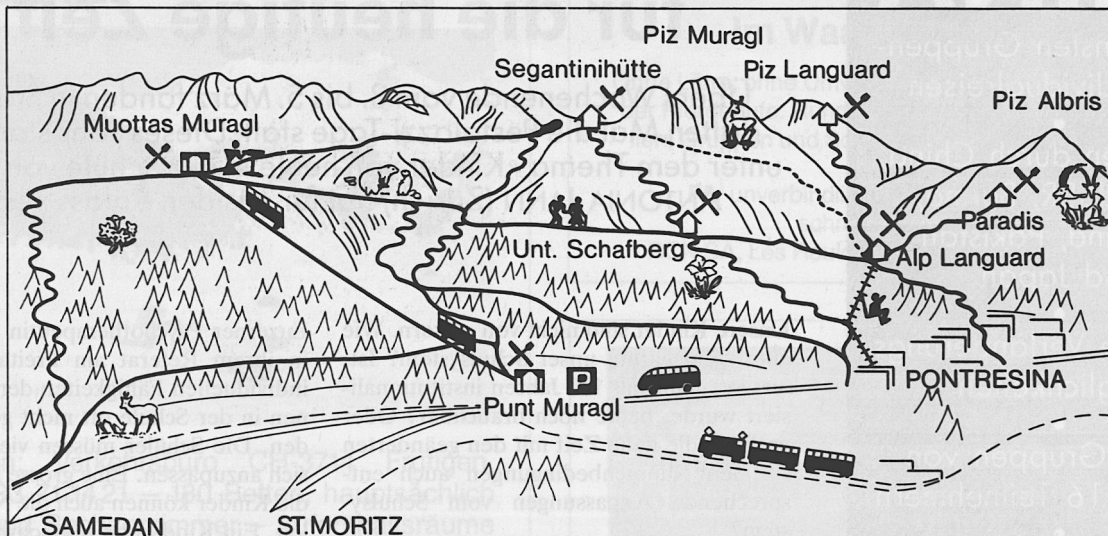 Piz Muragl
Segantinihütte
Piz Languard
Piz Albris
Muottas Muragl
Paradis
Unt. Schafberg
Alp Languard
P
PONTRESINA
Punt Muragl
SAMEDAN
ST.MORITZ